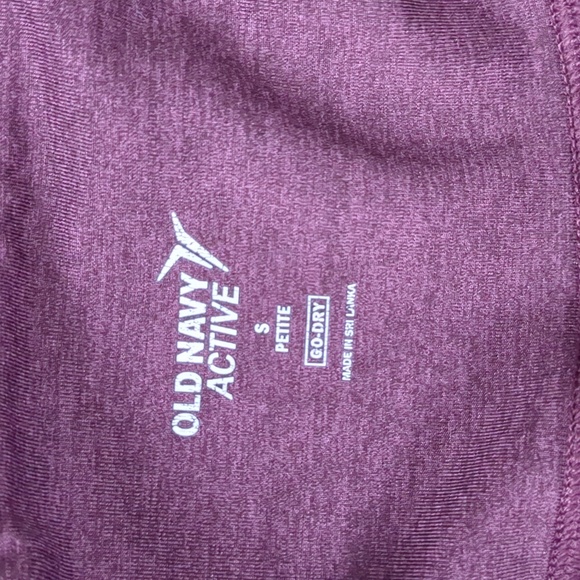 OLD NAVY
ACTIVE
S
PETITE
GO-DRY
MADE IN SRI LANKA